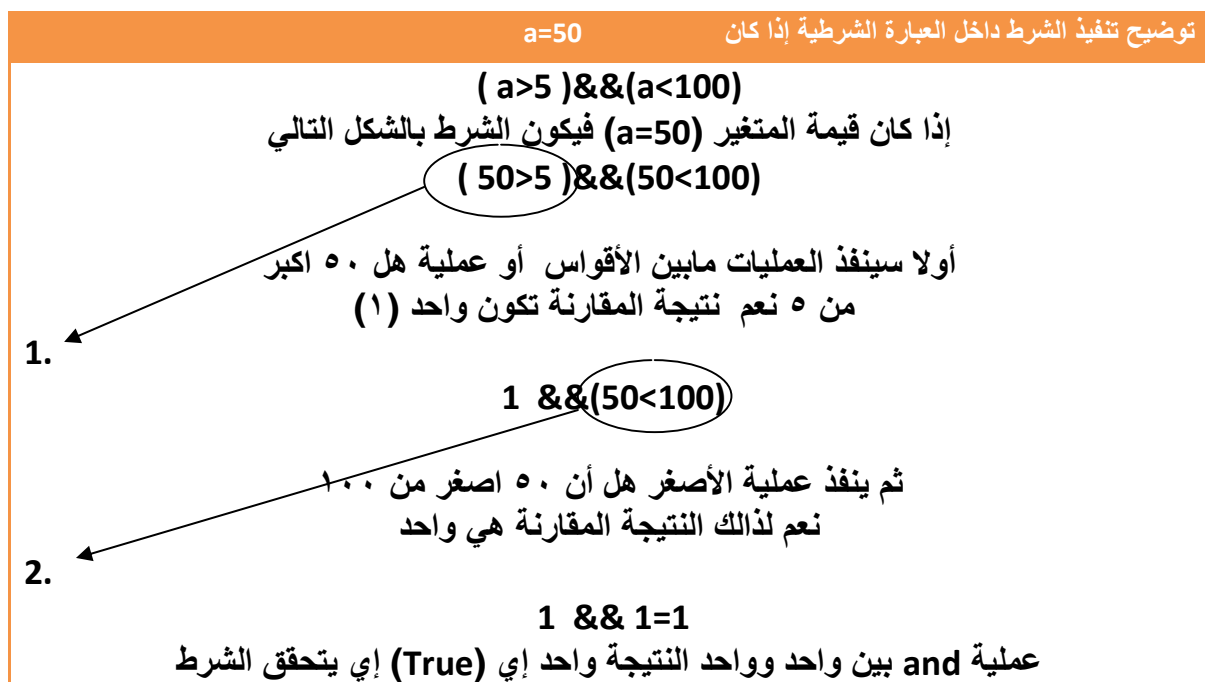 توضيح تنفيذ الشرط داخل العبارة الشرطية إذا كان a=50
( a>5 )&&(a<100)
إذا كان قيمة المتغير (a=50) فيكون الشرط بالشكل التالي
( 50>5 )&&(50<100)
أولا سينفذ العمليات مابين الأقواس أو عملية هل ٥٠ اكبر
من ٥ نعم نتيجة المقارنة تكون واحد (١)
1.
1 &&(50<100)
ثم ينفذ عملية الأصغر هل أن ٥٠ اصغر من ١٠٠
نعم لذالك النتيجة المقارنة هي واحد
2.
1 && 1=1
عملية and بين واحد وواحد النتيجة واحد إي (True) إي يتحقق الشرط